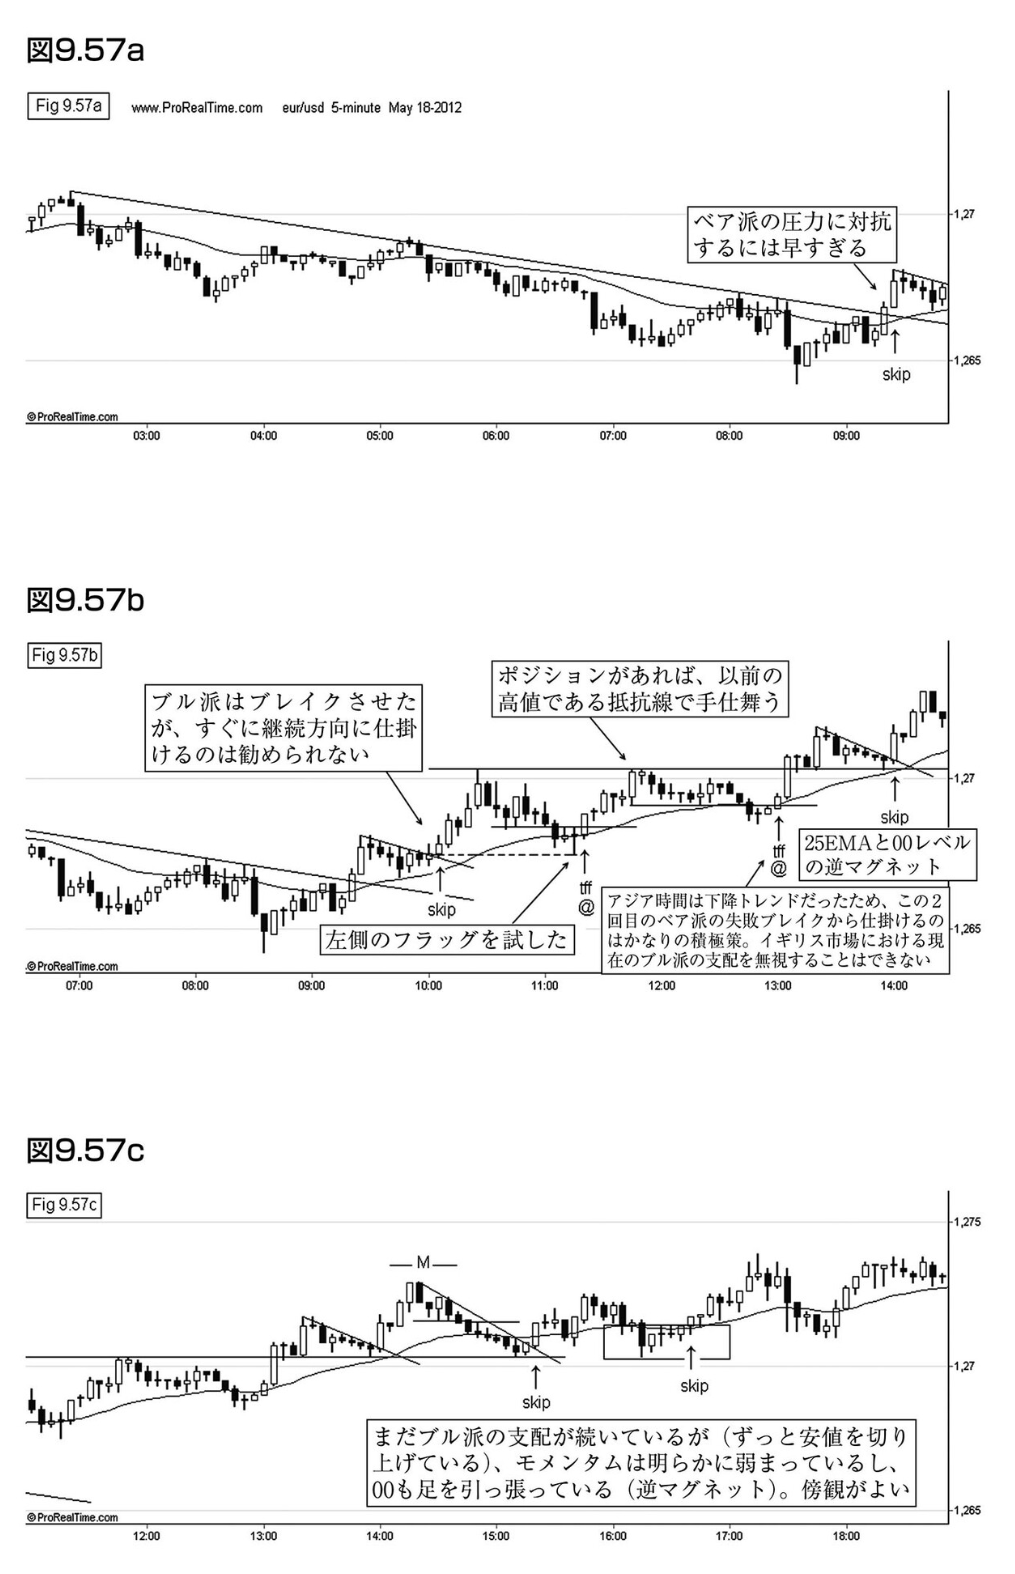 図9.57a
Fig 9.57a www.ProRealTime.com eur/usd 5-minute May 18-2012
ベア派の圧力に対抗
するには早すぎる
1,27
1,265
skip
©ProRealTime.com
03:00 04:00 05:00 06:00 07:00 08:00 09:00
図9.57b
Fig 9.57b
ブル派はブレイクさせた
が、すぐに継続方向に仕掛
けるのは勧められない
ポジションがあれば、以前の
高値である抵抗線で手仕舞う
1,27
skip
tff
@
skip
左側のフラッグを試した
tff
@
25EMAと00レベル
の逆マグネット
アジア時間は下降トレンドだったため、この2
回目のベア派の失敗ブレイクから仕掛けるの
はかなりの積極策。イギリス市場における現
在のブル派の支配を無視することはできない
1,265
©ProRealTime.com
07:00 08:00 09:00 10:00 11:00 12:00 13:00 14:00
図9.57c
Fig 9.57c
1,275
M
1,27
skip
skip
まだブル派の支配が続いているが（ずっと安値を切り
上げている）、モメンタムは明らかに弱まっているし、
00も足を引っ張っている（逆マグネット）。傍観がよい
1,265
©ProRealTime.com
12:00 13:00 14:00 15:00 16:00 17:00 18:00